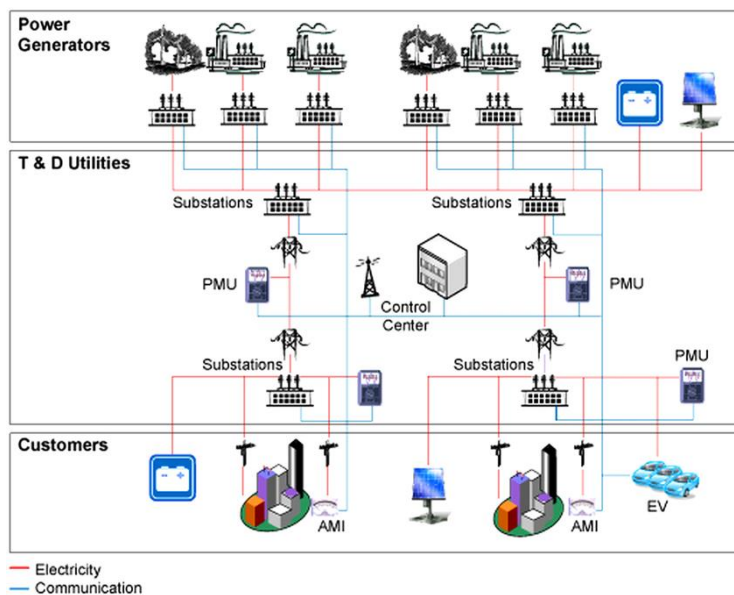 Power
Generators
T & D Utilities
Substations
Substations
PMU
Control
Center
PMU
Substations
Substations
PMU
Customers
AMI
AMI
EV
Electricity
Communication